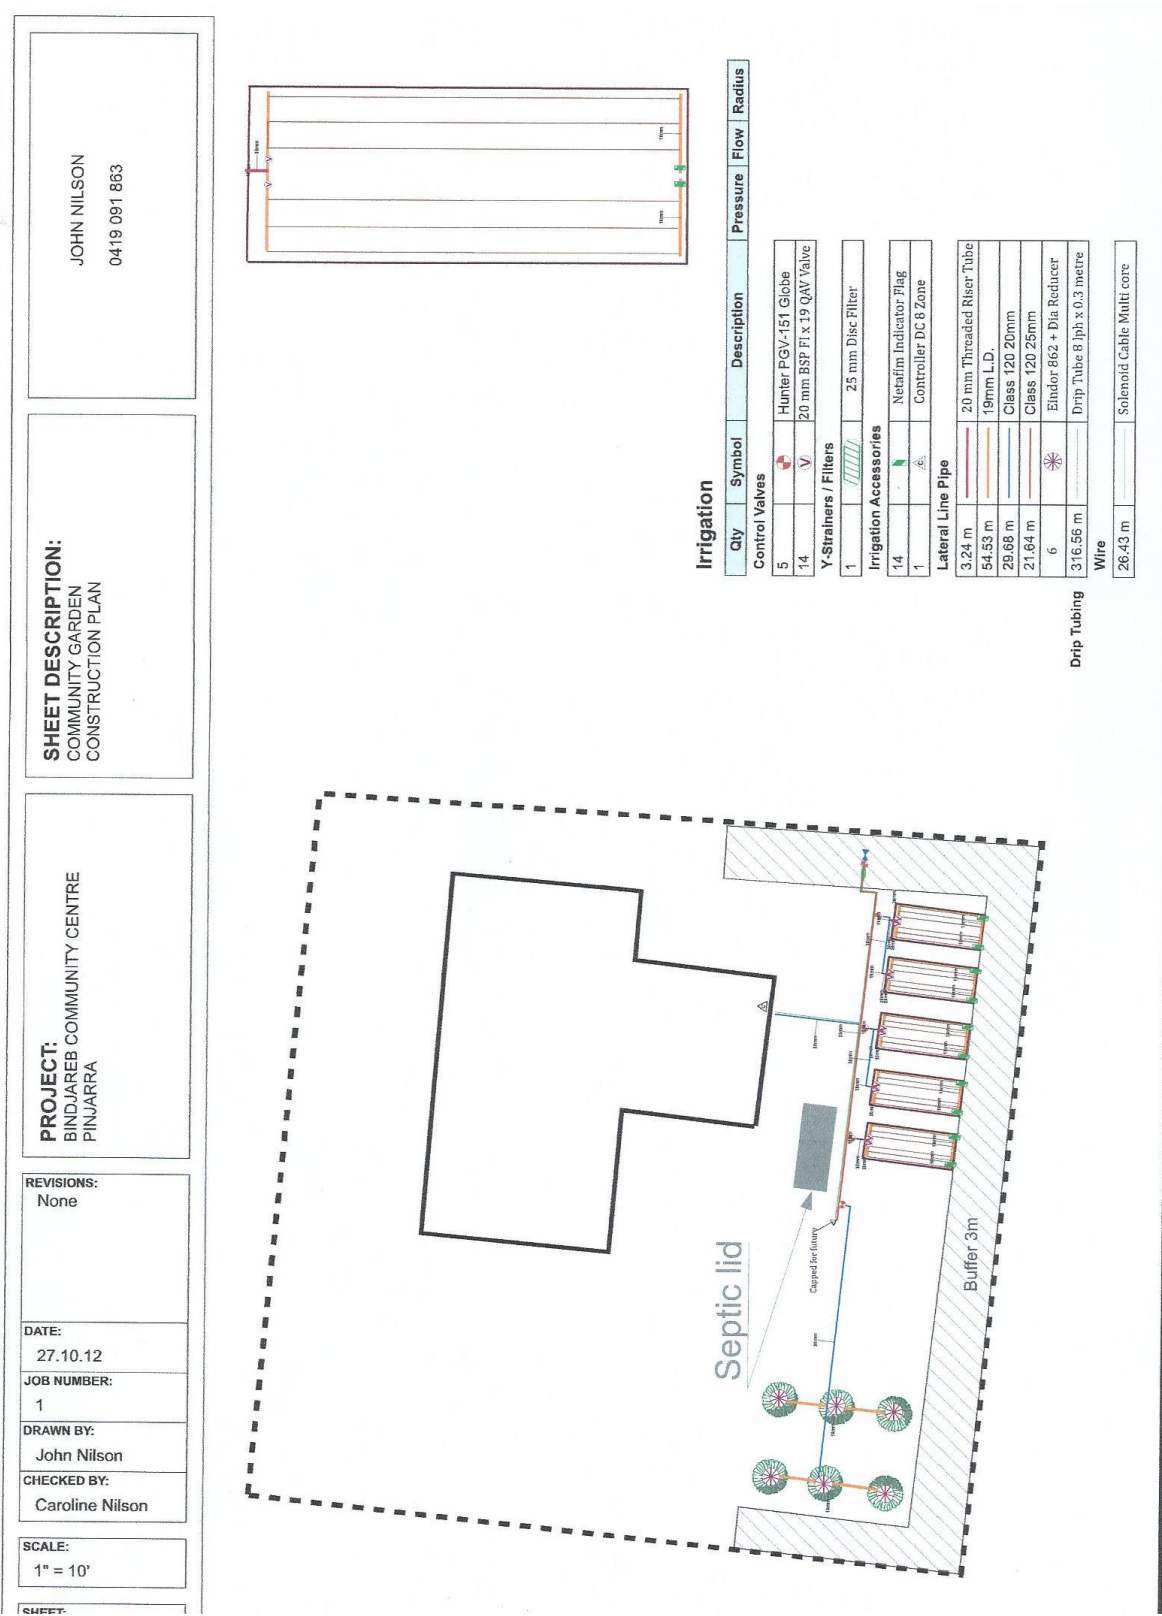 JOHN NILSON
0419 091 863
SHEET DESCRIPTION:
COMMUNITY GARDEN
CONSTRUCTION PLAN
PROJECT:
BINDJAREB COMMUNITY CENTRE
PINJARRA
REVISIONS:
None
DATE:
27.10.12
JOB NUMBER:
1
DRAWN BY:
John Nilson
CHECKED BY:
Caroline Nilson
SCALE:
1" = 10'
SHEET:
Irrigation
Qty Symbol Description Pressure Flow Radius
Control Valves
5 Hunter PGV-151 Globe
14 V 20 mm BSP FI x 19 QAV Valve
Y-Strainers / Filters
1 25 mm Disc Filter
Irrigation Accessories
14 Netafim Indicator Flag
1 C Controller DC 8 Zone
Lateral Line Pipe
3.24 m 20 mm Threaded Riser Tube
54.53 m 19mm L.D.
29.68 m Class 120 20mm
21.64 m Class 120 25mm
6 Eindor 862 + Dia Reducer
Drip Tubing 316.56 m Drip Tube 8 lph x 0.3 metre
Wire
26.43 m Solenoid Cable Multi core
Septic lid
Capped for future
Buffer 3m